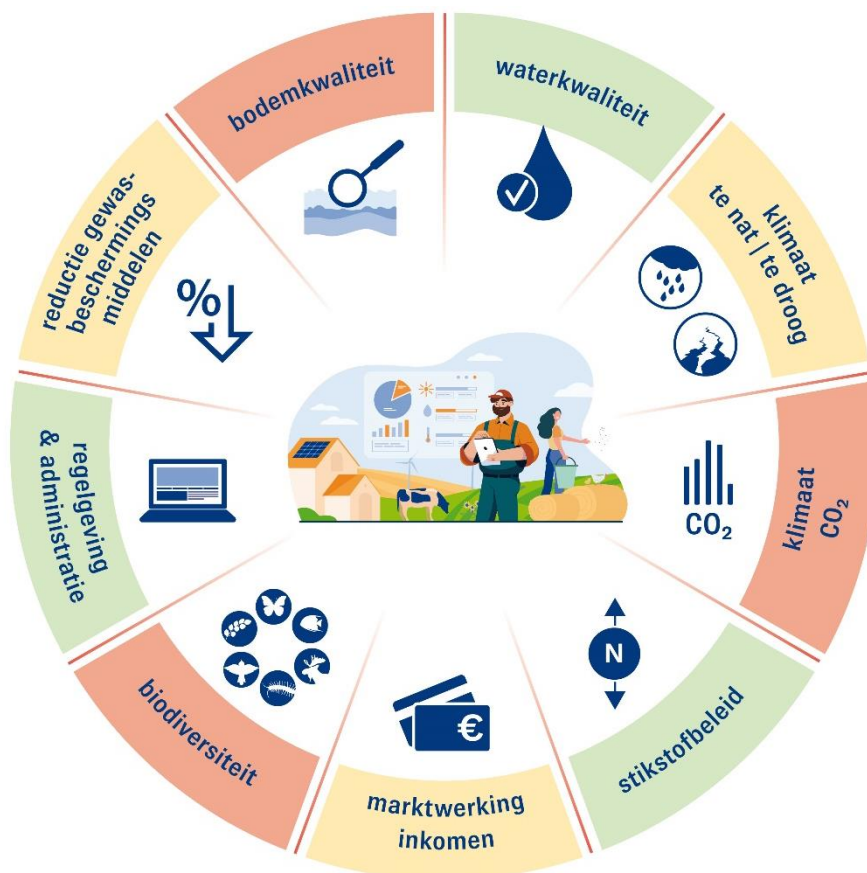 bodemkwaliteit
waterkwaliteit
klimaat
te nat | te droog
klimaat
CO₂
CO₂
stikstofbeleid
N
marktwerking
inkomen
€
biodiversiteit
regelgeving
& administratie
reductie gewas-
beschermings
middelen
%